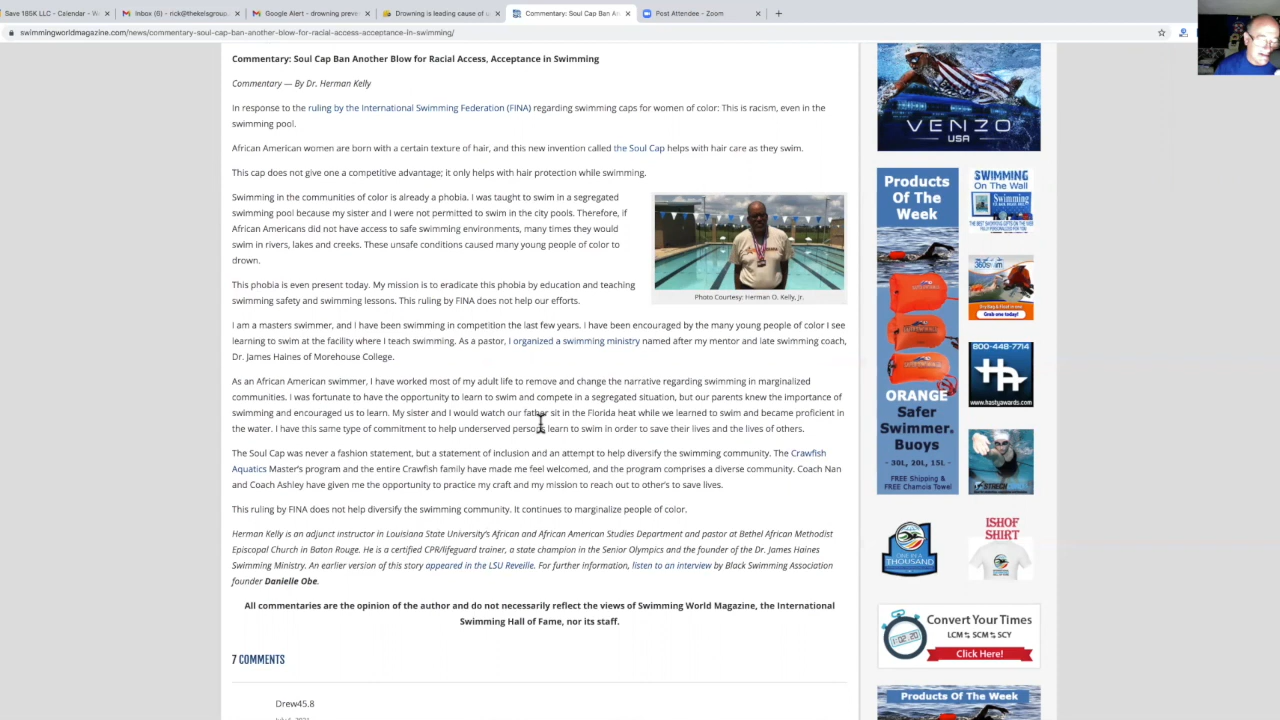 Save 185K LLC - Calendar - W
Inbox (6) - rick@thekelsgroup.
Google Alert - drowning preve
Drowning is leading cause of u
Commentary: Soul Cap Ban An
Post Attendee - Zoom
swimmingworldmagazine.com/news/commentary-soul-cap-ban-another-blow-for-racial-access-acceptance-in-swimming/
Commentary: Soul Cap Ban Another Blow for Racial Access, Acceptance in Swimming
Commentary — By Dr. Herman Kelly
In response to the ruling by the International Swimming Federation (FINA) regarding swimming caps for women of color: This is racism, even in the
swimming pool.
African American women are born with a certain texture of hair, and this new invention called the Soul Cap helps with hair care as they swim.
This cap does not give one a competitive advantage; it only helps with hair protection while swimming.
Swimming in the communities of color is already a phobia. I was taught to swim in a segregated
swimming pool because my sister and I were not permitted to swim in the city pools. Therefore, if
African American did not have access to safe swimming environments, many times they would
swim in rivers, lakes and creeks. These unsafe conditions caused many young people of color to
drown.
Photo Courtesy: Herman O. Kelly, Jr.
This phobia is even present today. My mission is to eradicate this phobia by education and teaching
swimming safety and swimming lessons. This ruling by FINA does not help our efforts.
I am a masters swimmer, and I have been swimming in competition the last few years. I have been encouraged by the many young people of color I see
learning to swim at the facility where I teach swimming. As a pastor, I organized a swimming ministry named after my mentor and late swimming coach,
Dr. James Haines of Morehouse College.
As an African American swimmer, I have worked most of my adult life to remove and change the narrative regarding swimming in marginalized
communities. I was fortunate to have the opportunity to learn to swim and compete in a segregated situation, but our parents knew the importance of
swimming and encouraged us to learn. My sister and I would watch our father sit in the Florida heat while we learned to swim and became proficient in
the water. I have this same type of commitment to help underserved persons learn to swim in order to save their lives and the lives of others.
The Soul Cap was never a fashion statement, but a statement of inclusion and an attempt to help diversify the swimming community. The Crawfish
Aquatics Master's program and the entire Crawfish family have made me feel welcomed, and the program comprises a diverse community. Coach Nan
and Coach Ashley have given me the opportunity to practice my craft and my mission to reach out to other's to save lives.
This ruling by FINA does not help diversify the swimming community. It continues to marginalize people of color.
Herman Kelly is an adjunct instructor in Louisiana State University's African and African American Studies Department and pastor at Bethel African Methodist
Episcopal Church in Baton Rouge. He is a certified CPR/lifeguard trainer, a state champion in the Senior Olympics and the founder of the Dr. James Haines
Swimming Ministry. An earlier version of this story appeared in the LSU Reveille. For further information, listen to an interview by Black Swimming Association
founder Danielle Obe.
All commentaries are the opinion of the author and do not necessarily reflect the views of Swimming World Magazine, the International
Swimming Hall of Fame, nor its staff.
7 COMMENTS
Drew45.8
VENZO
USA
Products
Of The
Week
ORANGE
Safer
Swimmer
Buoys
- 30L, 20L, 15L -
FREE Shipping &
FREE Chamois Towel
SWIMMING
On The Wall
Swimming
360swim
Grab one today!
800-448-7714
HA
www.hastyawards.com
ONE IN A
THOUSAND
ISHOF
SHIRT
Convert Your Times
LCM SCM SCY
Click Here!
Products Of The Week